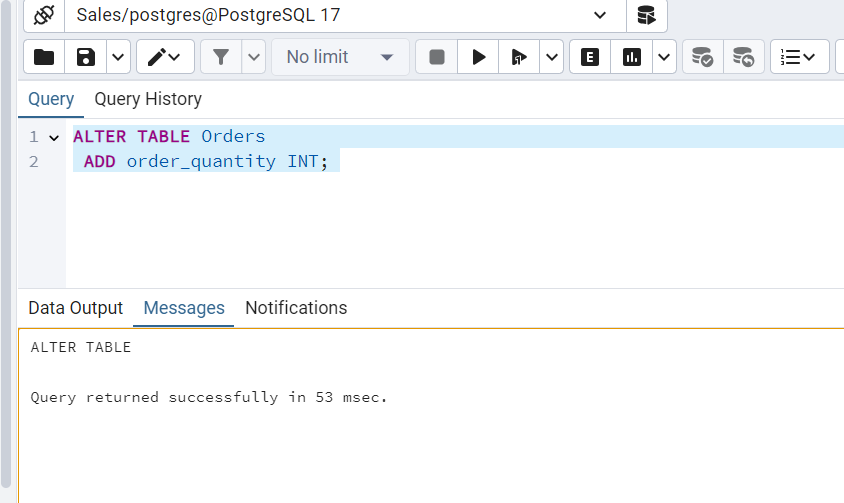 Sales/postgres@PostgreSQL 17
No limit
E
Query Query History
1 ALTER TABLE Orders
2 ADD order_quantity INT;
Data Output Messages Notifications
ALTER TABLE
Query returned successfully in 53 msec.